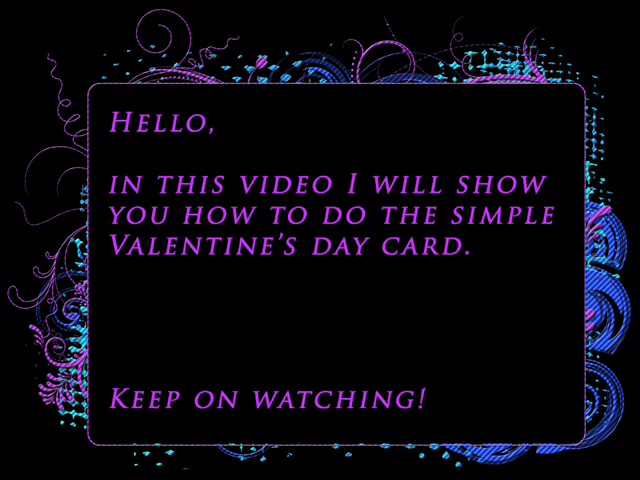 Hello,
in this video I will show
you how to do the simple
Valentine's day card.
Keep on watching!